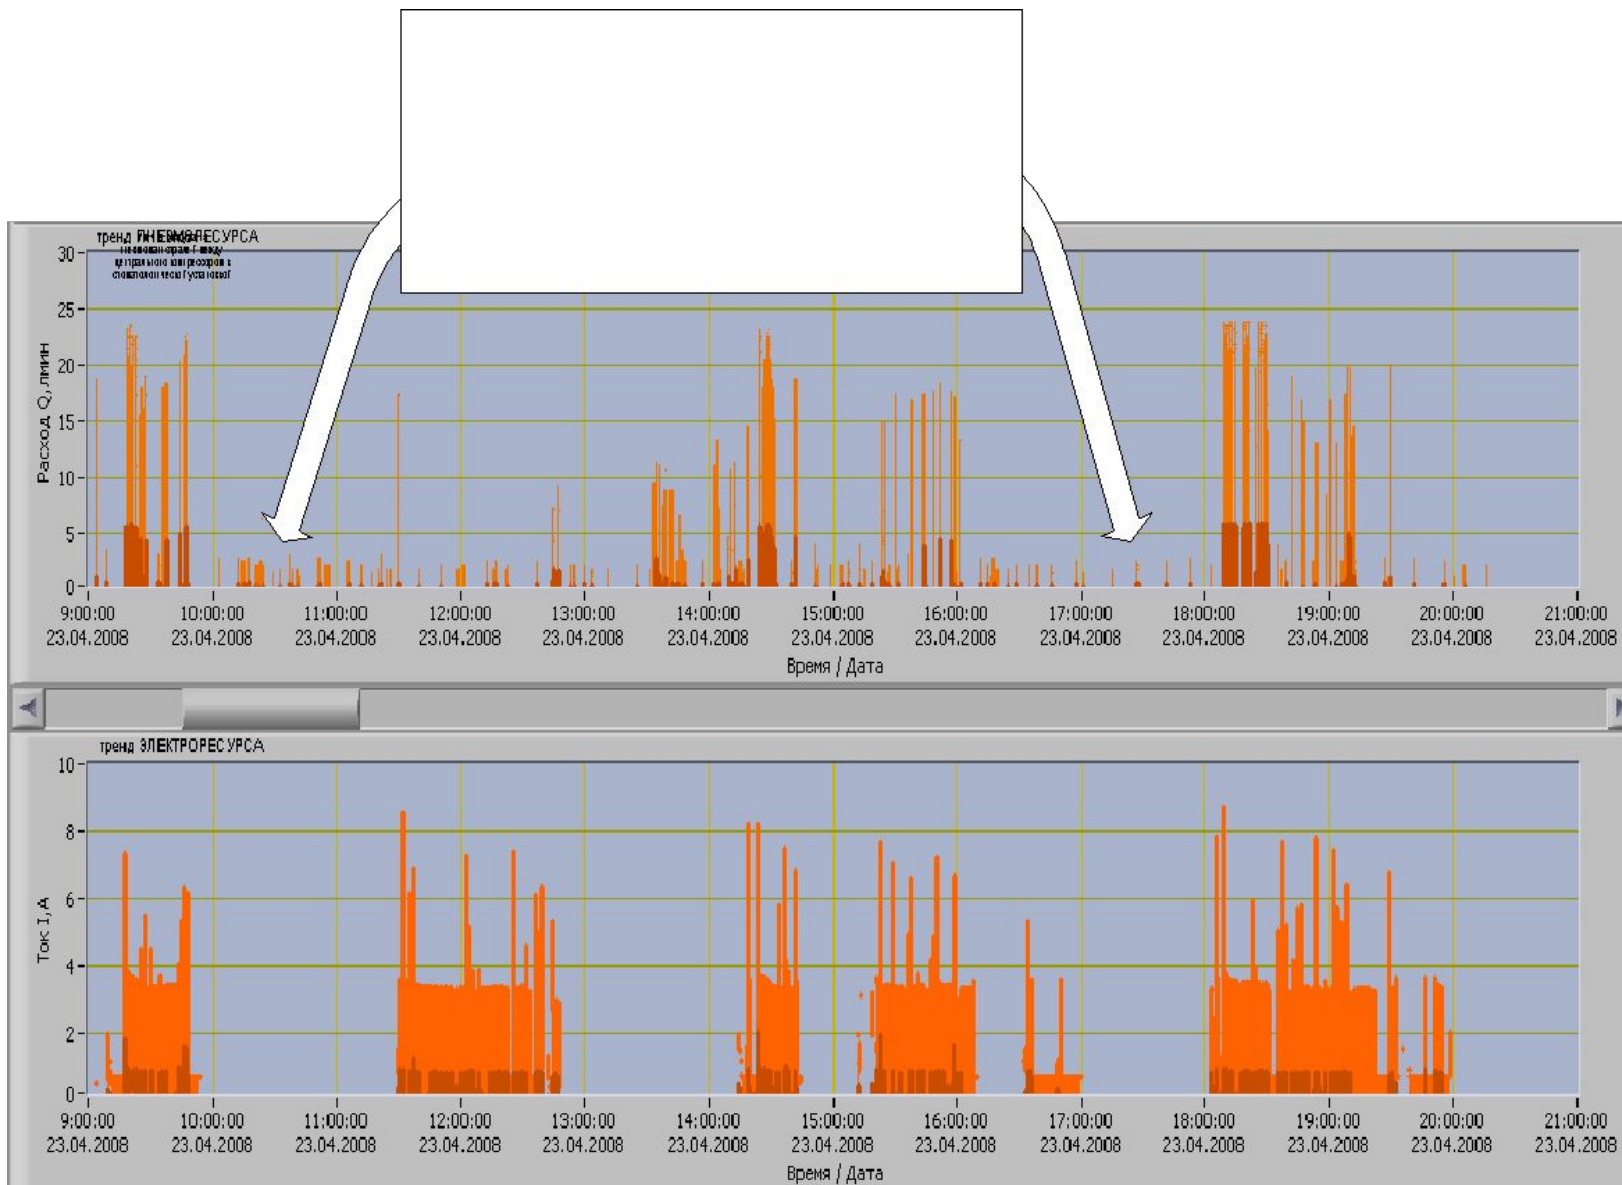 тренд ПНЕВМОРЕСУРСА
Расход Q,лмин
30
25
20
15
10
5
0
9:00:00 10:00:00 11:00:00 12:00:00 13:00:00 14:00:00 15:00:00 16:00:00 17:00:00 18:00:00 19:00:00 20:00:00 21:00:00
23.04.2008 23.04.2008 23.04.2008 23.04.2008 23.04.2008 23.04.2008 23.04.2008 23.04.2008 23.04.2008 23.04.2008 23.04.2008 23.04.2008 23.04.2008
Время / Дата
тренд ЭЛЕКТРОРЕСУРСА
Ток I,А
10
8
6
4
2
0
9:00:00 10:00:00 11:00:00 12:00:00 13:00:00 14:00:00 15:00:00 16:00:00 17:00:00 18:00:00 19:00:00 20:00:00 21:00:00
23.04.2008 23.04.2008 23.04.2008 23.04.2008 23.04.2008 23.04.2008 23.04.2008 23.04.2008 23.04.2008 23.04.2008 23.04.2008 23.04.2008 23.04.2008
Время / Дата